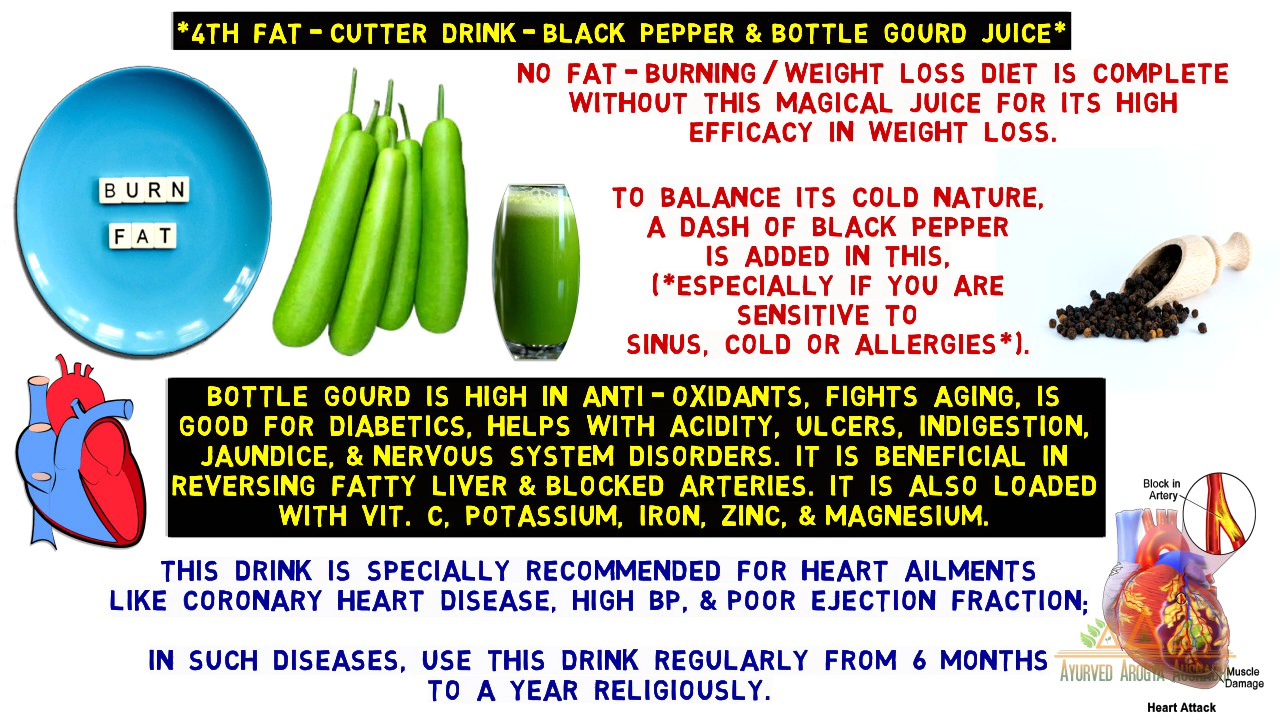 *4TH FAT-CUTTER DRINK-BLACK PEPPER & BOTTLE GOURD JUICE*
NO FAT-BURNING/WEIGHT LOSS DIET IS COMPLETE
WITHOUT THIS MAGICAL JUICE FOR ITS HIGH
EFFICACY IN WEIGHT LOSS.
BURN
FAT
TO BALANCE ITS COLD NATURE,
A DASH OF BLACK PEPPER
IS ADDED IN THIS,
(*ESPECIALLY IF YOU ARE
SENSITIVE TO
SINUS, COLD OR ALLERGIES*).
BOTTLE GOURD IS HIGH IN ANTI-OXIDANTS, FIGHTS AGING, IS
GOOD FOR DIABETICS, HELPS WITH ACIDITY, ULCERS, INDIGESTION,
JAUNDICE, & NERVOUS SYSTEM DISORDERS. IT IS BENEFICIAL IN
REVERSING FATTY LIVER & BLOCKED ARTERIES. IT IS ALSO LOADED
WITH VIT. C, POTASSIUM, IRON, ZINC, & MAGNESIUM.
Block in
Artery
THIS DRINK IS SPECIALLY RECOMMENDED FOR HEART AILMENTS
LIKE CORONARY HEART DISEASE, HIGH BP, & POOR EJECTION FRACTION;
IN SUCH DISEASES, USE THIS DRINK REGULARLY FROM 6 MONTHS
TO A YEAR RELIGIOUSLY.
AYURVED AROGYA
Muscle
Damage
Heart Attack